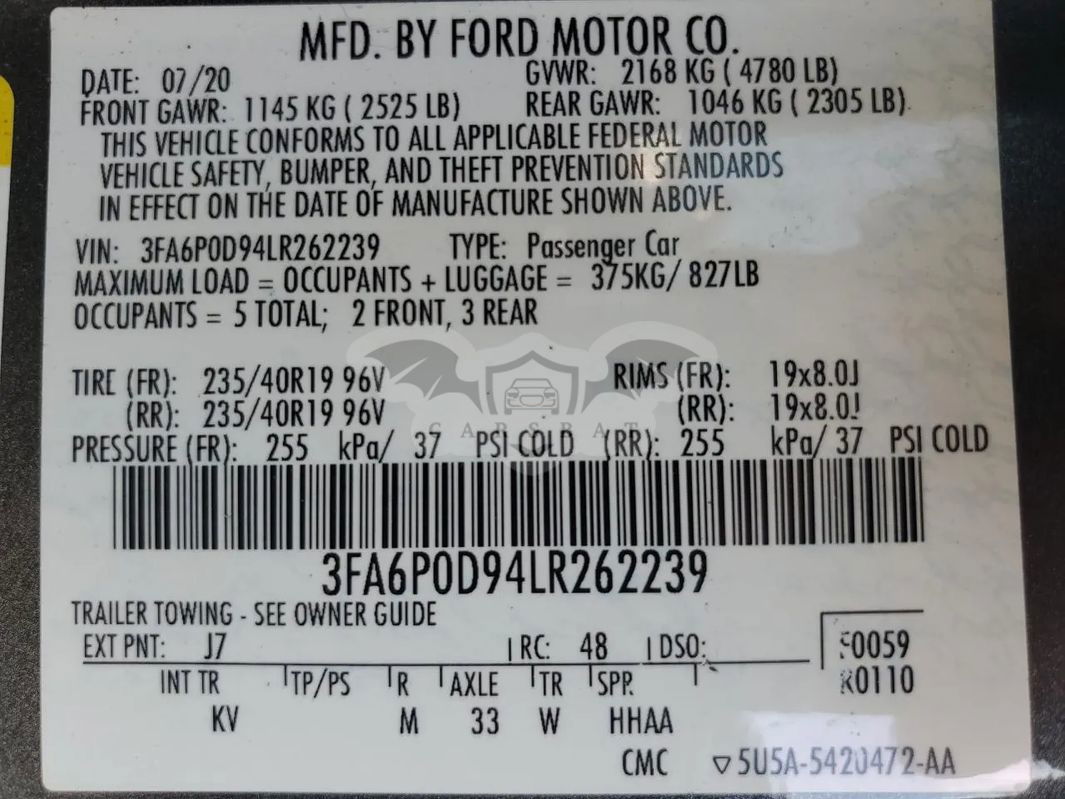 MFD. BY FORD MOTOR CO.
DATE: 07/20 GVWR: 2168 KG ( 4780 LB)
FRONT GAWR: 1145 KG ( 2525 LB) REAR GAWR: 1046 KG ( 2305 LB)
THIS VEHICLE CONFORMS TO ALL APPLICABLE FEDERAL MOTOR
VEHICLE SAFETY, BUMPER, AND THEFT PREVENTION STANDARDS
IN EFFECT ON THE DATE OF MANUFACTURE SHOWN ABOVE.
VIN: 3FA6P0D94LR262239 TYPE: Passenger Car
MAXIMUM LOAD = OCCUPANTS + LUGGAGE = 375KG/ 827LB
OCCUPANTS = 5 TOTAL; 2 FRONT, 3 REAR
TIRE (FR): 235/40R19 96V RIMS (FR): 19x8.0J
(RR): 235/40R19 96V (RR): 19x8.0J
CARSBAT
PRESSURE (FR): 255 kPa/ 37 PSI COLD (RR): 255 kPa/ 37 PSI COLD
3FA6P0D94LR262239
TRAILER TOWING - SEE OWNER GUIDE
EXT PNT: J7 RC: 48 DSO: F0059
INT TR TP/PS R AXLE TR SPR R0110
KV M 33 W HHAA
CMC ▽5U5A-5420472-AA